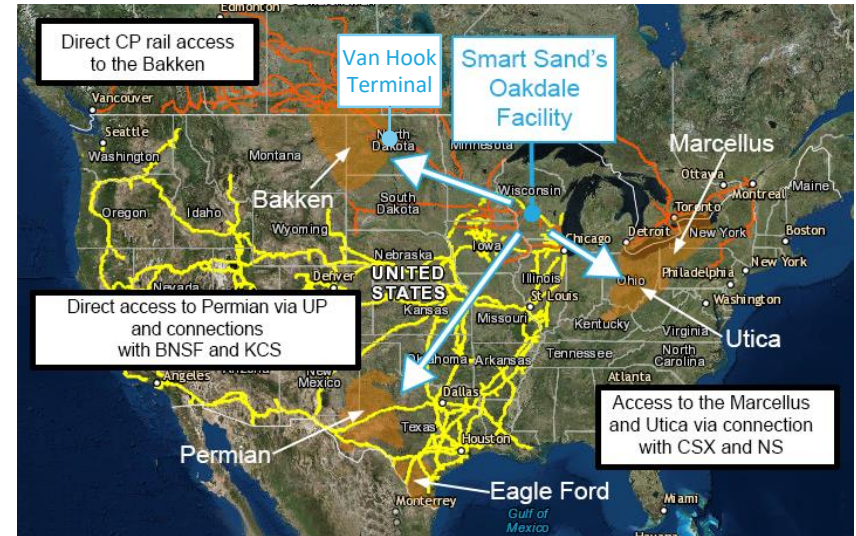 Edmonton
Direct CP rail access
to the Bakken
Van Hook
Terminal
Smart Sand's
Oakdale
Facility
Vancouver
Seattle
Washington
Montana
North
Dakota
Minnesota
Marcellus
Ottawa
Montreal
Maine
Bakken
Wisconsin
Toronto
Oregon
Idaho
South
Dakota
Detroit
New York
Boston
Wyoming
Chicago
Iowa
Nebraska
Philadelphia
New York
Nevada
Denver
UNITED
STATES
Illinois
Ohio
St Louis
Washington
Direct access to Permian via UP
and connections
with BNSF and KCS
Kansas
Missouri
Kentucky
Virginia
Utica
Oklahoma
Arkansas
Tennessee
North
Carolina
Angeles
Arizona
New
Mexico
Atlanta
Dallas
Access to the Marcellus
and Utica via connection
with CSX and NS
Texas
Permian
Houston
Eagle Ford
Monterrey
Miami
Gulf of
Mexico